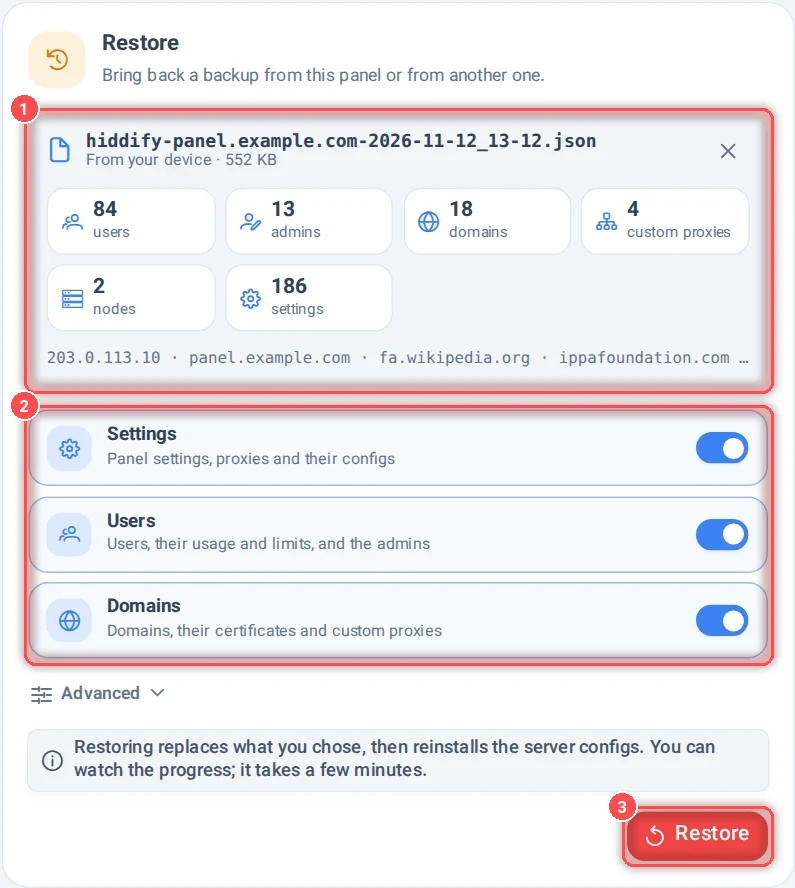 Restore
Bring back a backup from this panel or from another one.
1
hiddify-panel.example.com-2026-11-12_13-12.json
From your device · 552 KB
84
users
13
admins
18
domains
4
custom proxies
2
nodes
186
settings
203.0.113.10 · panel.example.com · fa.wikipedia.org · ippafoundation.com …
2
Settings
Panel settings, proxies and their configs
Users
Users, their usage and limits, and the admins
Domains
Domains, their certificates and custom proxies
Advanced
Restoring replaces what you chose, then reinstalls the server configs. You can
watch the progress; it takes a few minutes.
3
Restore